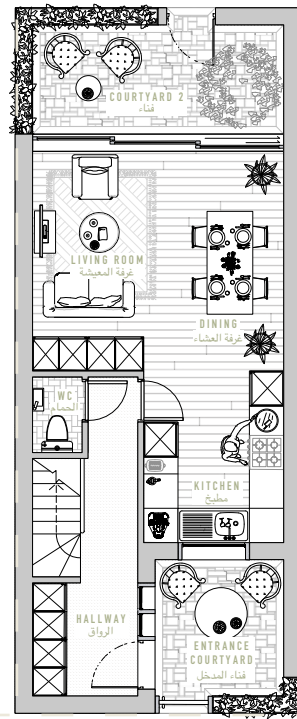 COURTYARD 2
فناء
LIVING ROOM
غرفة المعيشة
DINING
غرفة العشاء
WC
الحمام
KITCHEN
مطبخ
HALLWAY
الرواق
ENTRANCE
COURTYARD
فناء المدخل